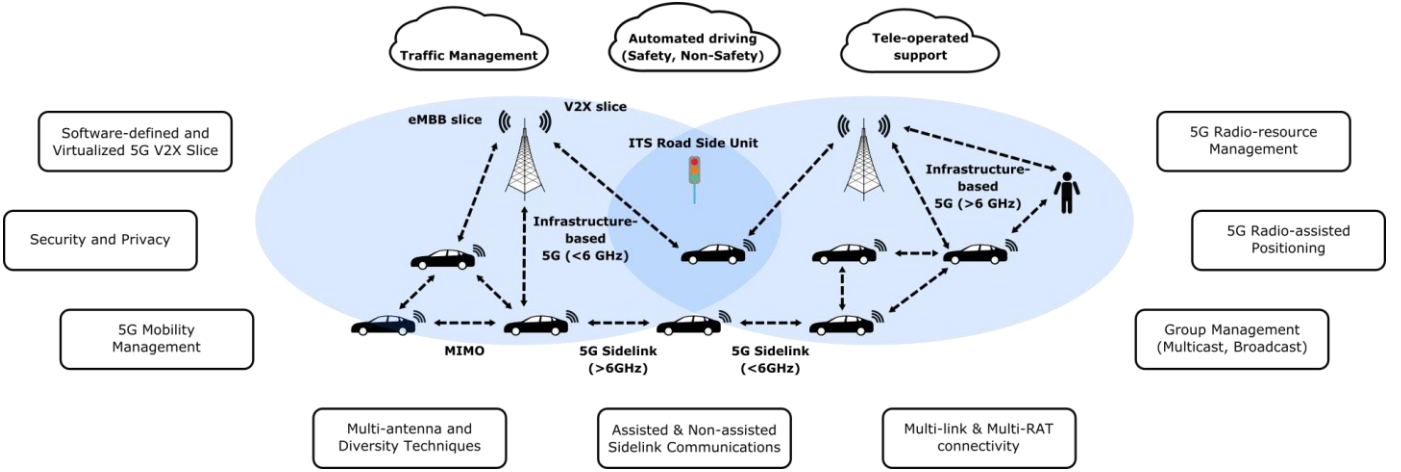 Traffic Management
Automated driving
(Safety, Non-Safety)
Tele-operated
support
eMBB slice
V2X slice
ITS Road Side Unit
Software-defined and
Virtualized 5G V2X Slice
5G Radio-resource
Management
Infrastructure-
based
5G (>6 GHz)
Infrastructure-
based
5G (<6 GHz)
Security and Privacy
5G Radio-assisted
Positioning
5G Mobility
Management
MIMO
5G Sidelink
(>6GHz)
5G Sidelink
(<6GHz)
Group Management
(Multicast, Broadcast)
Multi-antenna and
Diversity Techniques
Assisted & Non-assisted
Sidelink Communications
Multi-link & Multi-RAT
connectivity